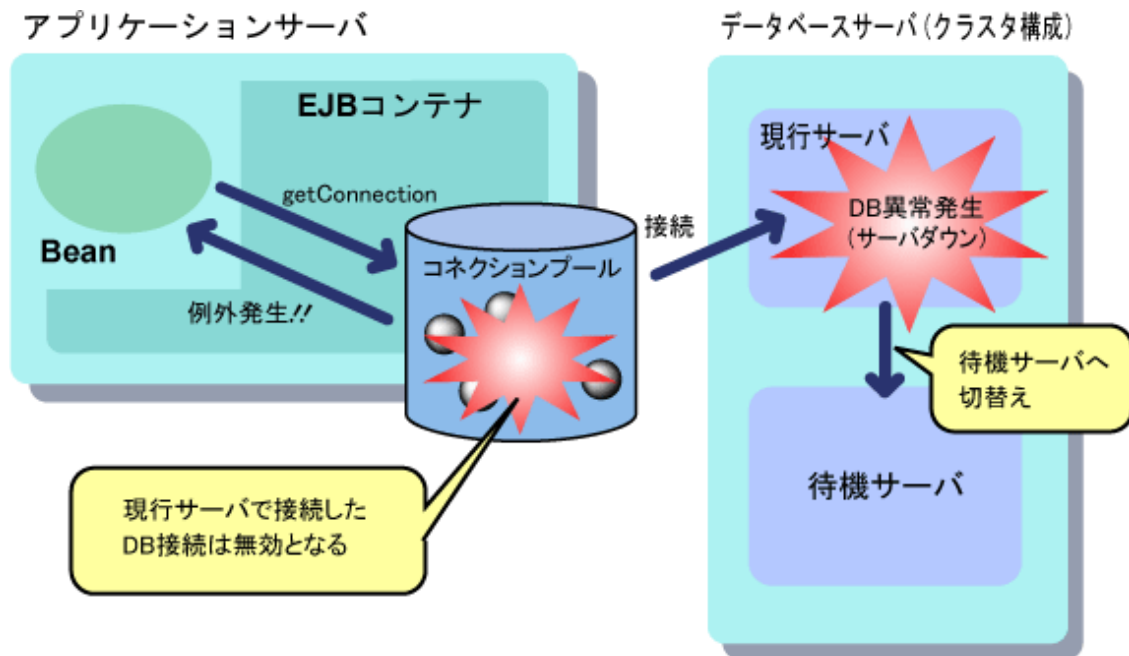 アプリケーションサーバ
データベースサーバ(クラスタ構成)
EJBコンテナ
getConnection
Bean
例外発生!!
コネクションプール
接続
現行サーバ
DB異常発生
(サーバダウン)
待機サーバへ
切替え
待機サーバ
現行サーバで接続した
DB接続は無効となる